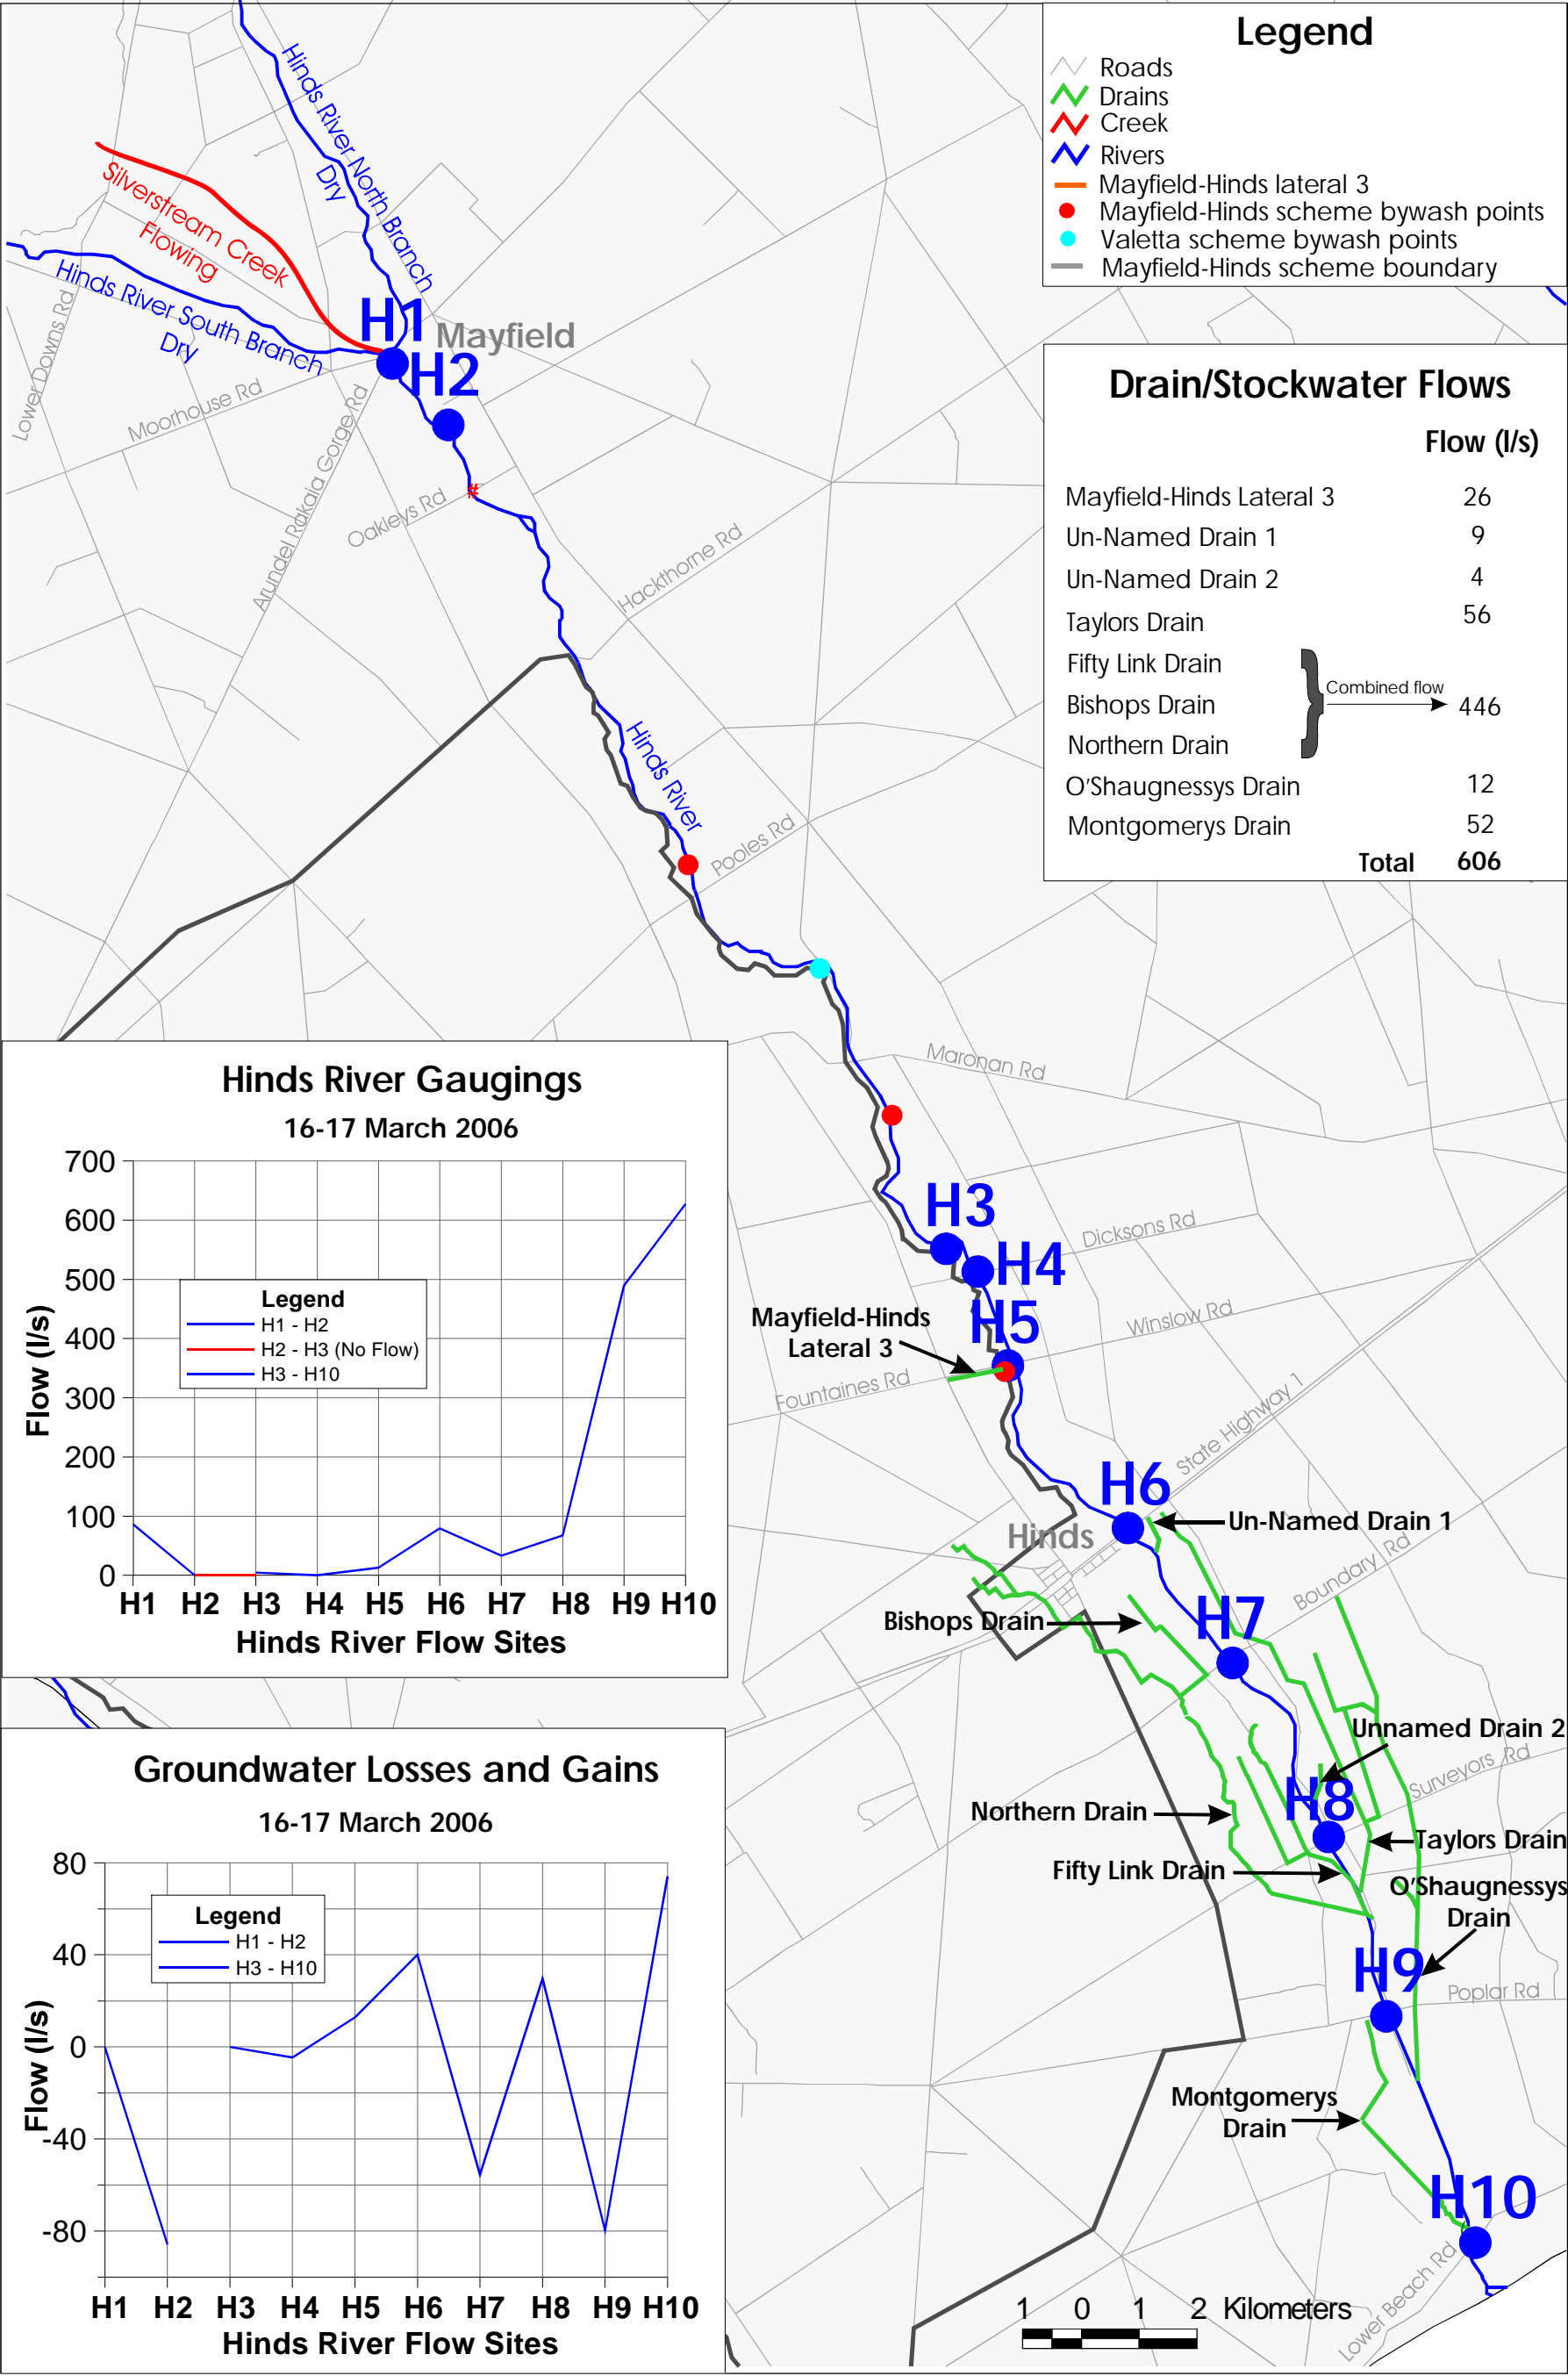 Legend
Roads
Drains
Creek
Rivers
Mayfield-Hinds lateral 3
Mayfield-Hinds scheme bywash points
Valetta scheme bywash points
Mayfield-Hinds scheme boundary
Hinds River North Branch
Dry
Silverstream Creek
Flowing
Hinds River South Branch
Dry
Lower Downs Rd
H1
Mayfield
H2
Moorhouse Rd
Arundel Rakaia Gorge Rd
Oakleys Rd
#
Hackthorne Rd
Hinds River
Pooles Rd
Drain/Stockwater Flows
Flow (l/s)
Mayfield-Hinds Lateral 3 26
Un-Named Drain 1 9
Un-Named Drain 2 4
Taylors Drain 56
Fifty Link Drain
Bishops Drain
Combined flow
446
Northern Drain
O'Shaugnessys Drain 12
Montgomerys Drain 52
Total 606
Maronan Rd
H3
Dicksons Rd
H4
H5
Winslow Rd
Mayfield-Hinds
Lateral 3
Fountaines Rd
State Highway 1
H6
Un-Named Drain 1
Hinds
Boundary Rd
Bishops Drain
H7
Unnamed Drain 2
Surveyors Rd
H8
Northern Drain
Taylors Drain
Fifty Link Drain
O'Shaugnessys
Drain
H9
Poplar Rd
Montgomerys
Drain
H10
Lower Beach Rd
1 0 1 2 Kilometers
Hinds River Gaugings
16-17 March 2006
700
600
500
400
300
200
100
0
Flow (l/s)
Legend
H1 - H2
H2 - H3 (No Flow)
H3 - H10
H1 H2 H3 H4 H5 H6 H7 H8 H9 H10
Hinds River Flow Sites
Groundwater Losses and Gains
16-17 March 2006
80
40
0
-40
-80
Flow (l/s)
Legend
H1 - H2
H3 - H10
H1 H2 H3 H4 H5 H6 H7 H8 H9 H10
Hinds River Flow Sites